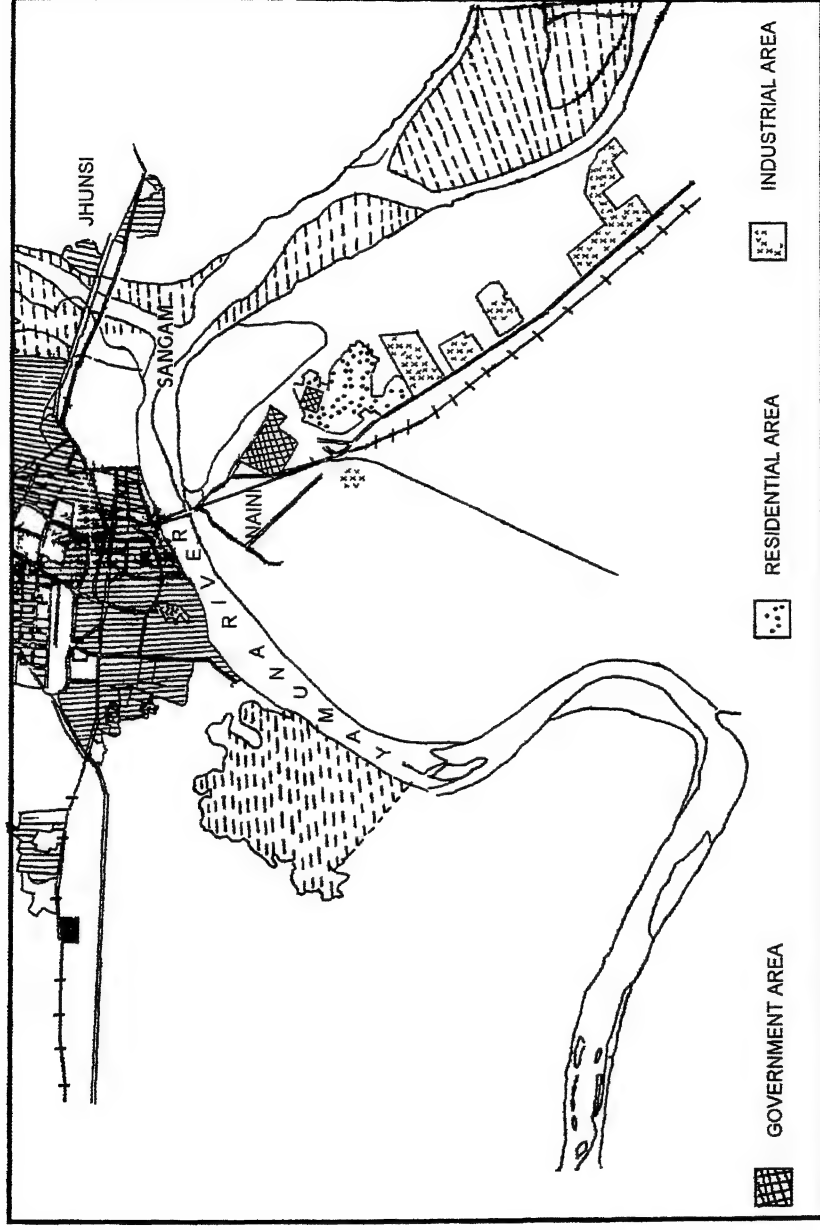 JHUNSI
SANGAM
NAINI
YAMUNA RIVER
GOVERNMENT AREA
RESIDENTIAL AREA
INDUSTRIAL AREA